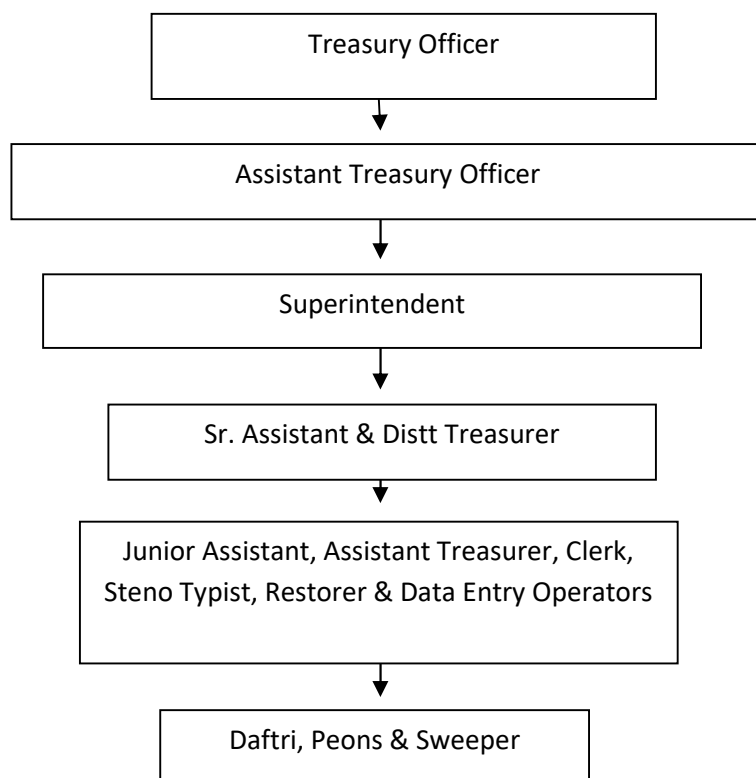 Treasury Officer
Assistant Treasury Officer
Superintendent
Sr. Assistant & Distt Treasurer
Junior Assistant, Assistant Treasurer, Clerk,
Steno Typist, Restorer & Data Entry Operators
Daftri, Peons & Sweeper